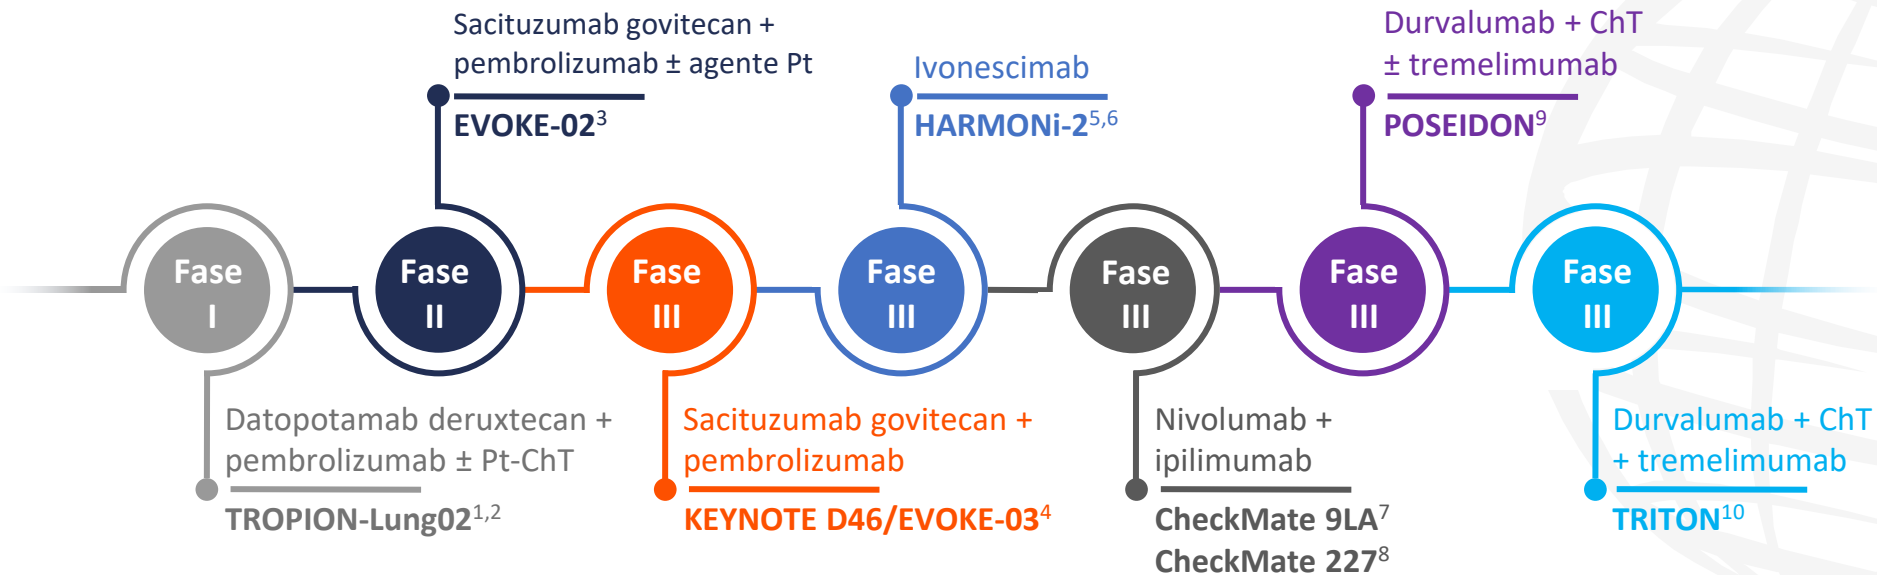 Sacituzumab govitecan +
pembrolizumab ± agente Pt
EVOKE-02³
Ivonescimab
HARMONi-2⁵,⁶
Durvalumab + ChT
± tremelimumab
POSEIDON⁹
Fase
I
Fase
II
Fase
III
Fase
III
Fase
III
Fase
III
Fase
III
Datopotamab deruxtecan +
pembrolizumab ± Pt-ChT
TROPION-Lung02¹,²
Sacituzumab govitecan +
pembrolizumab
KEYNOTE D46/EVOKE-03⁴
Nivolumab +
ipilimumab
CheckMate 9LA⁷
CheckMate 227⁸
Durvalumab + ChT
+ tremelimumab
TRITON¹⁰